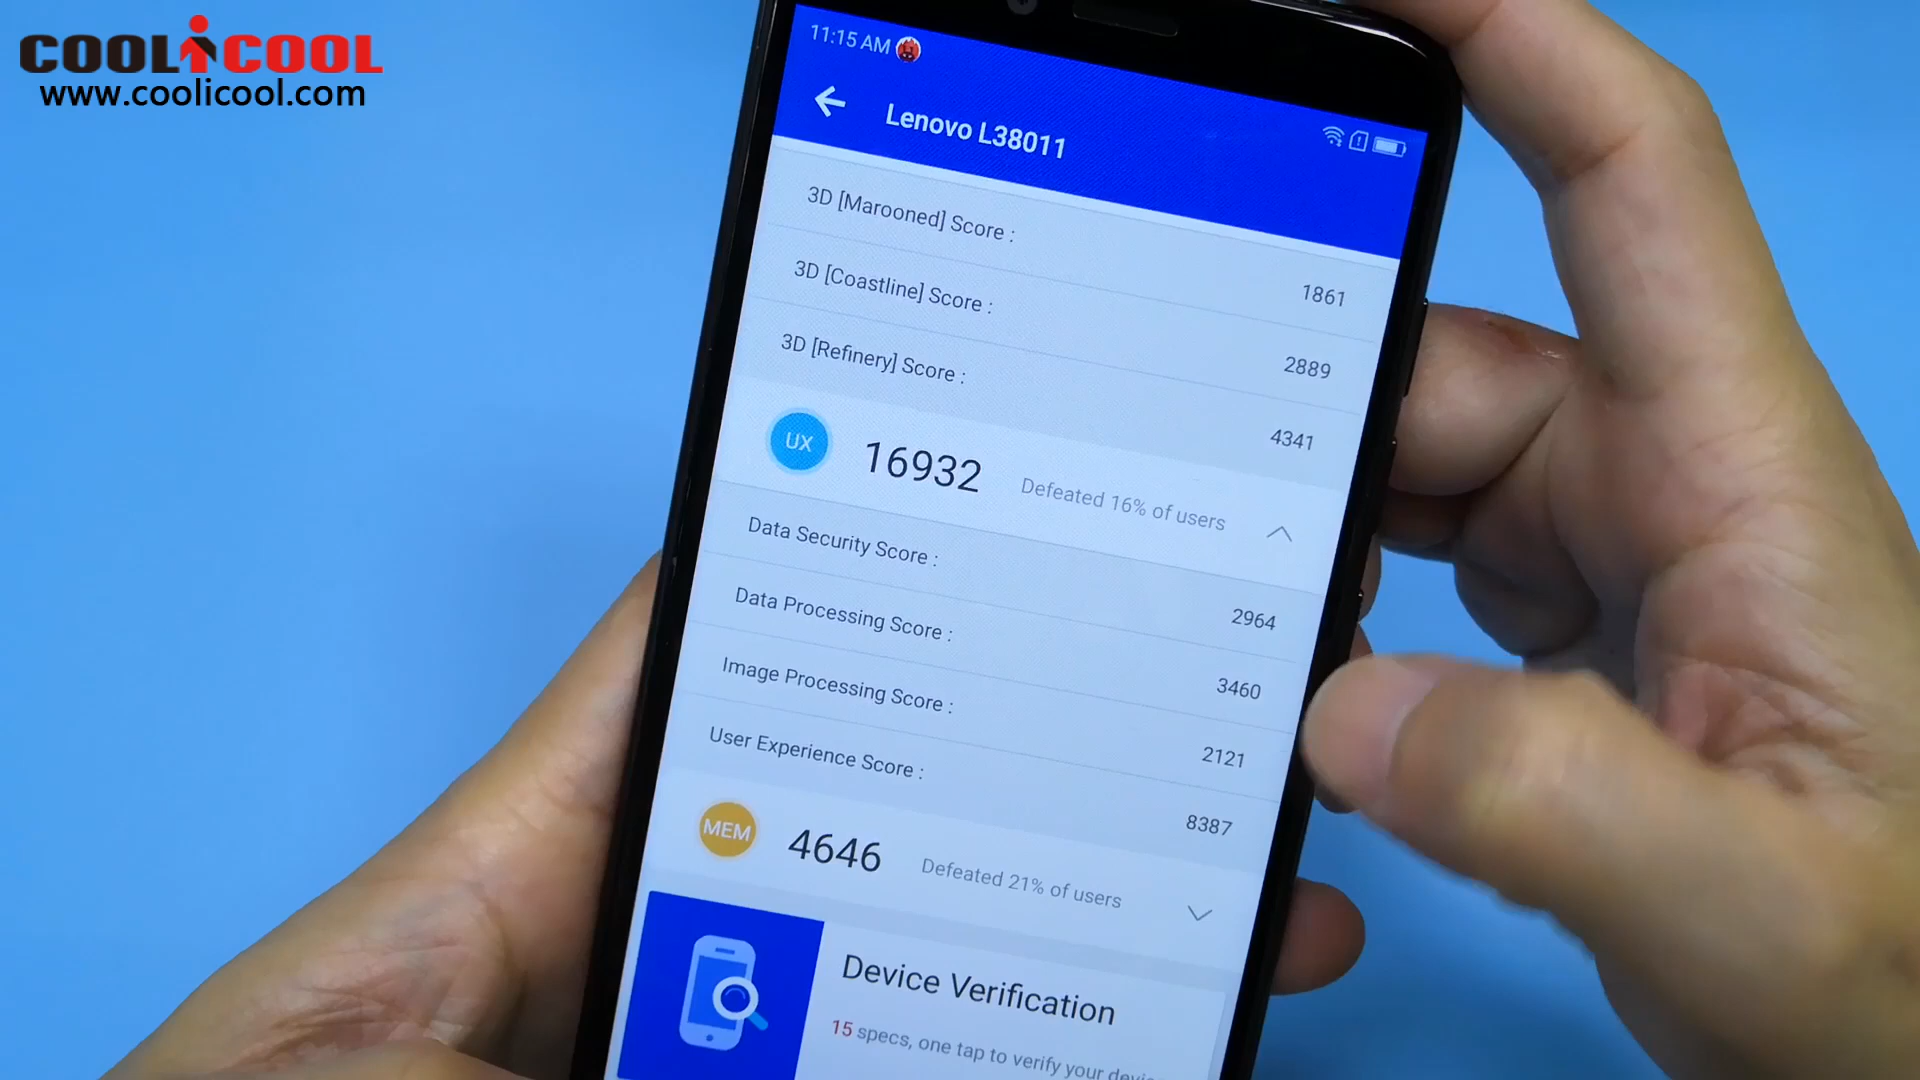 COOLiCOOL
www.coolicool.com
11:15 AM
Lenovo L38011
3D [Marooned] Score :
1861
3D [Coastline] Score :
2889
3D [Refinery] Score :
4341
UX
16932
Defeated 16% of users
Data Security Score :
2964
Data Processing Score :
3460
Image Processing Score :
2121
User Experience Score :
8387
MEM
4646
Defeated 21% of users
Device Verification
15 specs, one tap to verify your